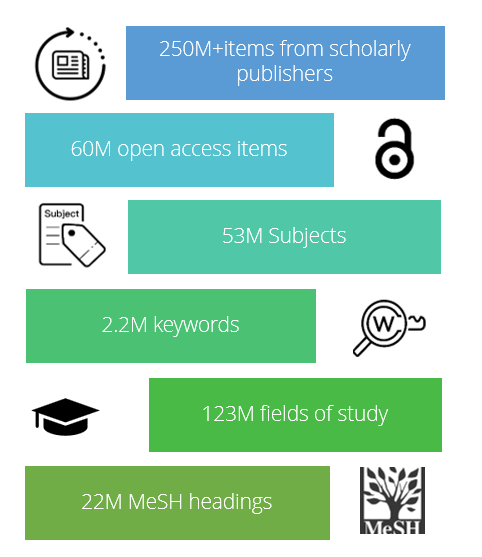 250M+items from scholarly
publishers
60M open access items
Subject
53M Subjects
2.2M keywords
W
123M fields of study
22M MeSH headings
MeSH